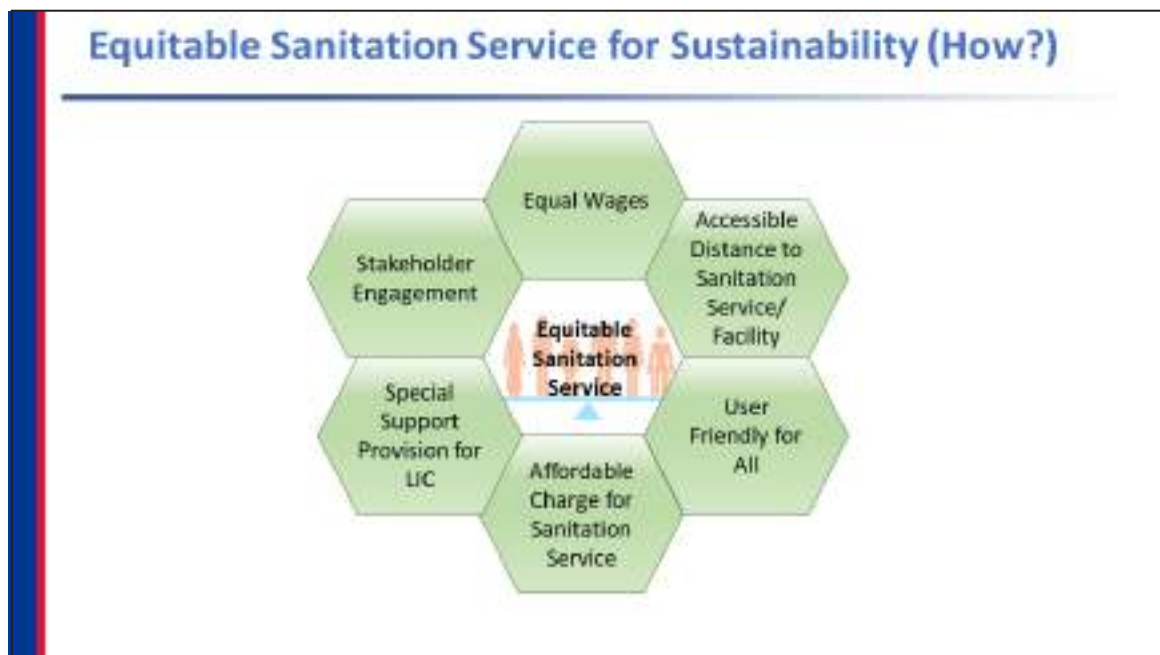 Equitable Sanitation Service for Sustainability (How?)
Equal Wages
Accessible
Distance to
Sanitation
Service/
Facility
User
Friendly for
All
Affordable
Charge for
Sanitation
Service
Special
Support
Provision for
LIC
Stakeholder
Engagement
Equitable
Sanitation
Service